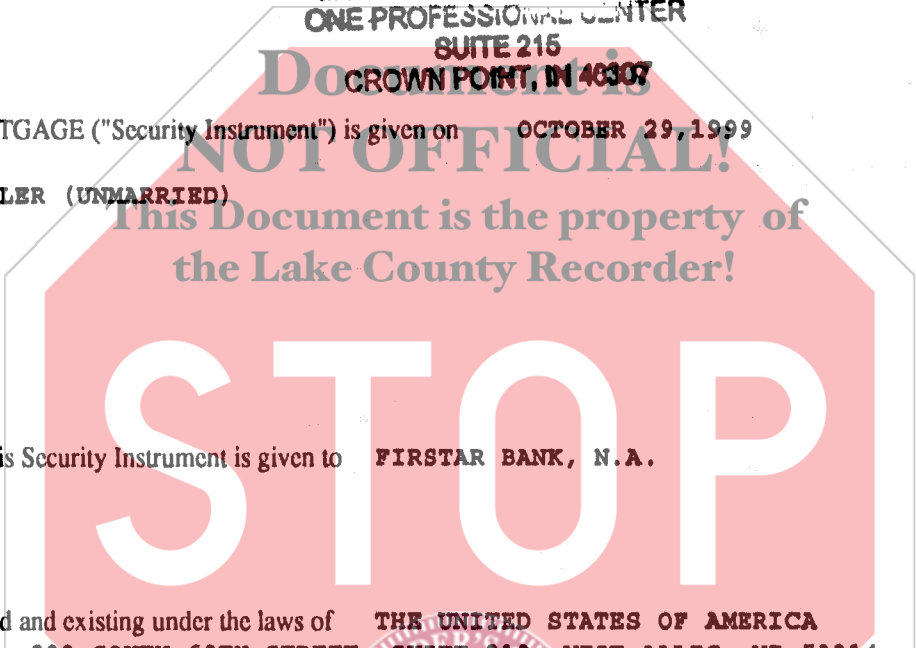 ONE PROFESSIONAL CENTER
SUITE 215
CROWN POINT, IN 46307
Document is
TGAGE ("Security Instrument") is given on OCTOBER 29,1999
NOT OFFICIAL!
LER (UNMARRIED)
This Document is the property of
the Lake County Recorder!
STOP
is Security Instrument is given to FIRSTAR BANK, N.A.
d and existing under the laws of THE UNITED STATES OF AMERICA